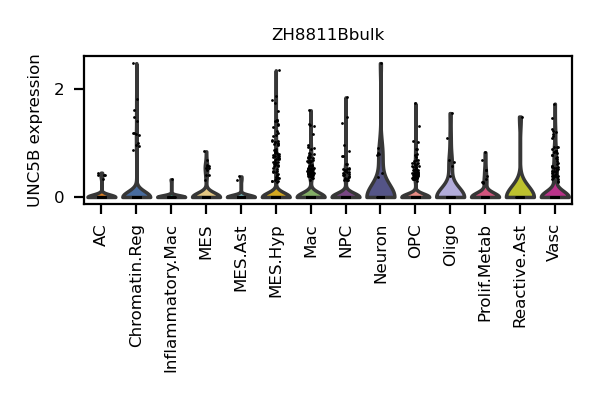 ZH8811Bbulk
UNC5B expression
2
0
AC
Chromatin.Reg
Inflammatory.Mac
MES
MES.Ast
MES.Hyp
Mac
NPC
Neuron
OPC
Oligo
Prolif.Metab
Reactive.Ast
Vasc